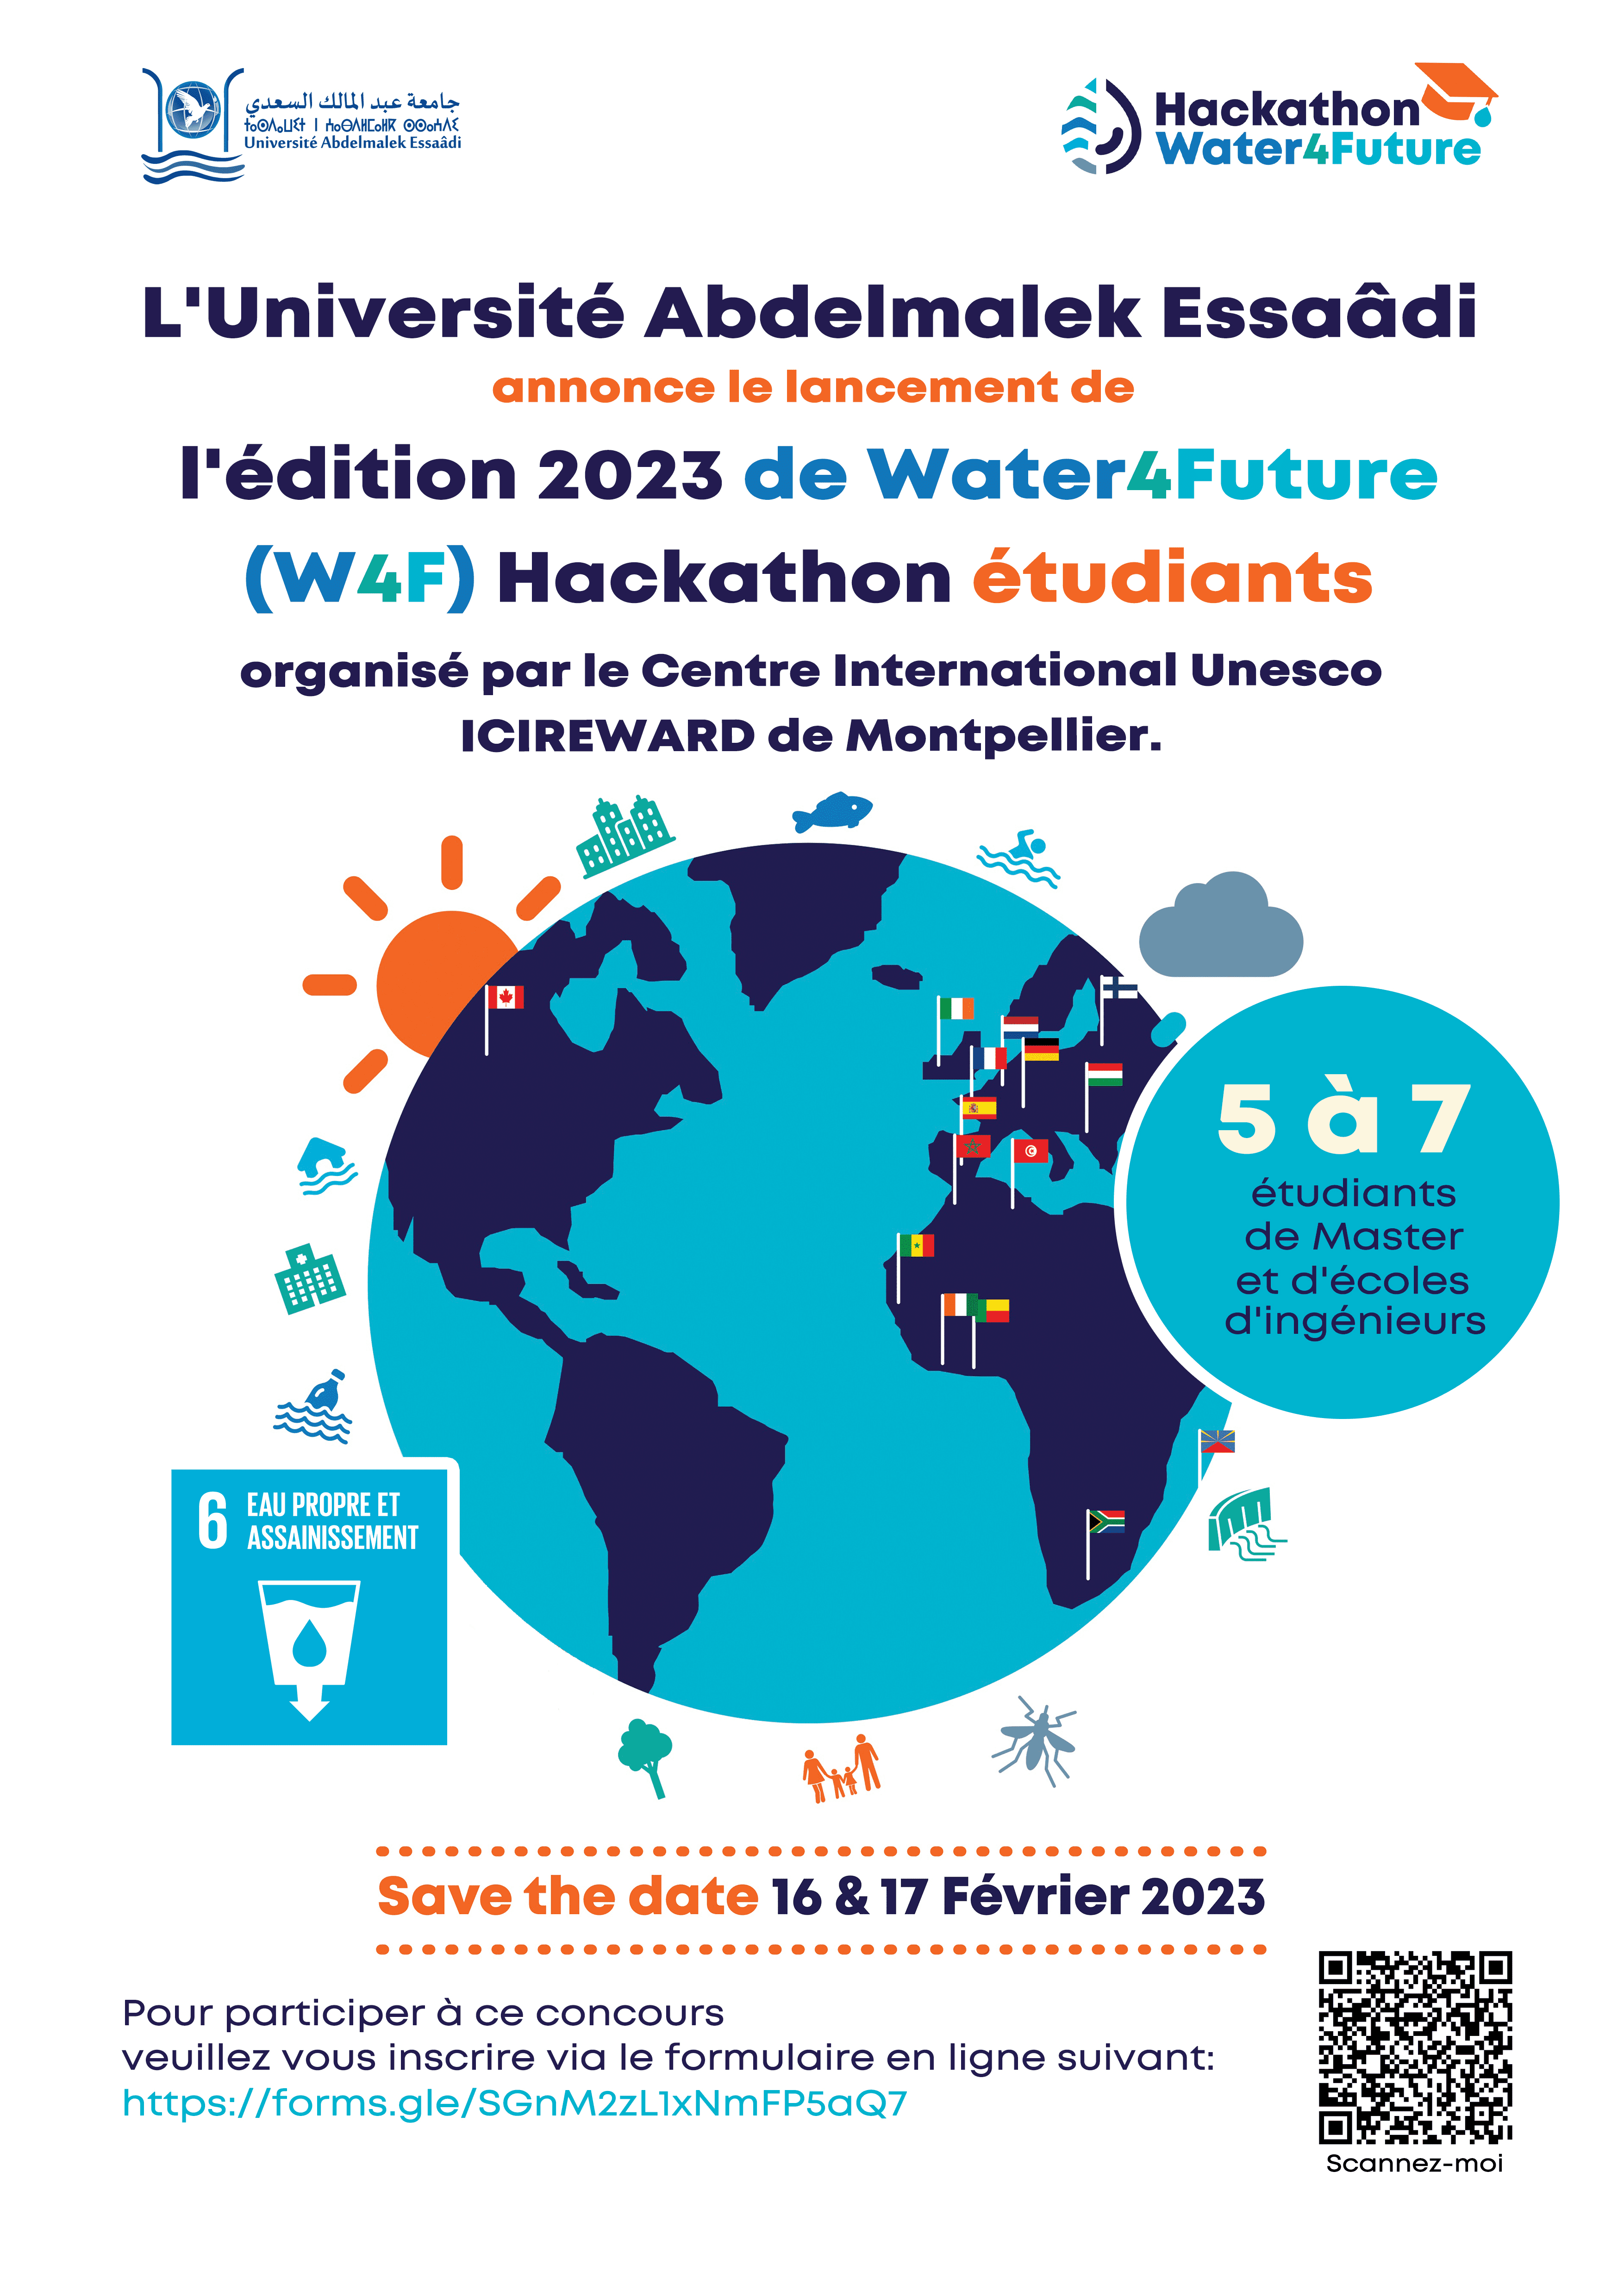 جامعة عبد المالك السعدي
ⵜⴰⵙⴷⴰⵡⵉⵜ ⵏ ⵄⴰⴱⴷⵍⵎⴰⵍⴽ ⵙⵙⴰⵄⴷⵉ
Université Abdelmalek Essaâdi
Hackathon
Water4Future
L'Université Abdelmalek Essaâdi
annonce le lancement de
l'édition 2023 de Water4Future
(W4F) Hackathon étudiants
organisé par le Centre International Unesco
ICIREWARD de Montpellier.
5 à 7
étudiants
de Master
et d'écoles
d'ingénieurs
6 EAU PROPRE ET
ASSAINISSEMENT
Save the date 16 & 17 Février 2023
Pour participer à ce concours
veuillez vous inscrire via le formulaire en ligne suivant:
https://forms.gle/SGnM2zL1xNmFP5aQ7
Scannez-moi